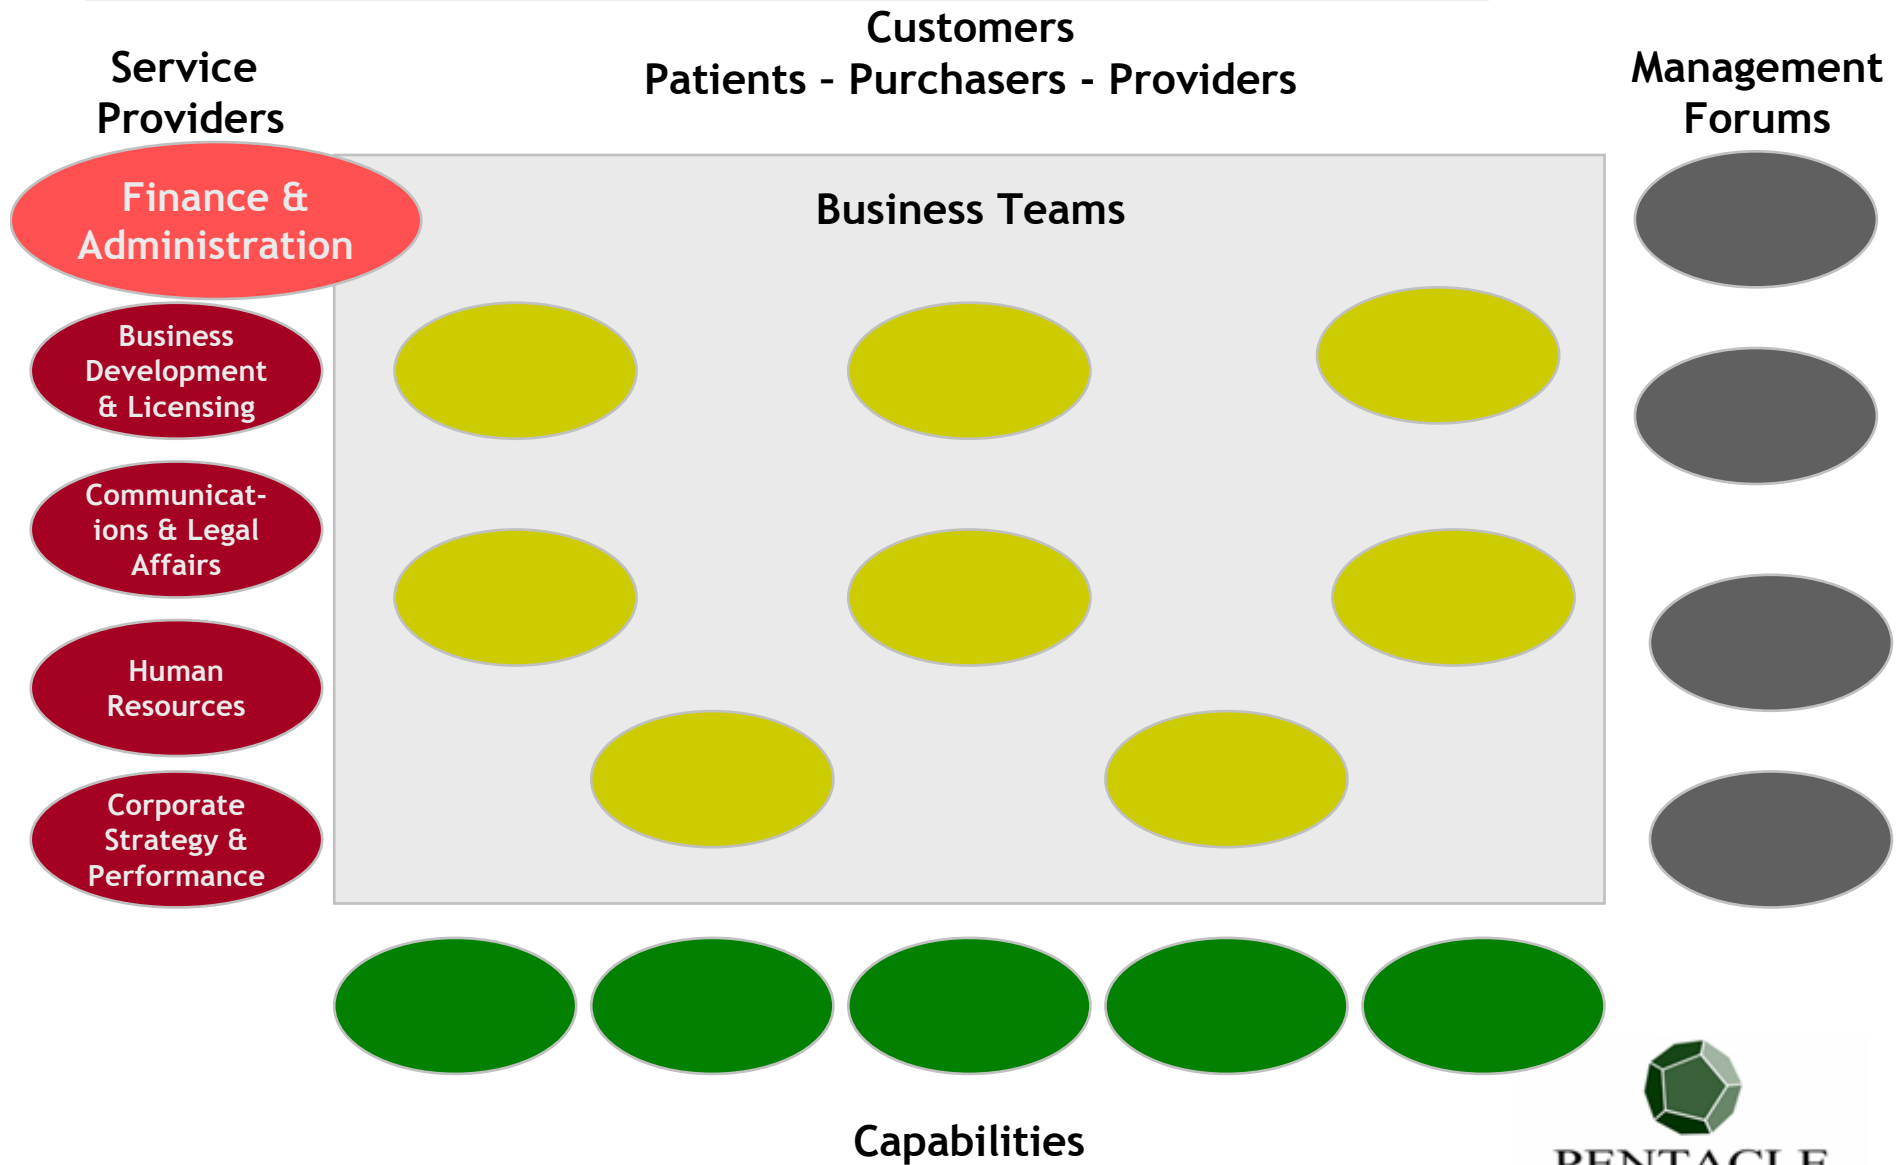 Customers
Patients – Purchasers - Providers
Service
Providers
Management
Forums
Finance &
Administration
Business Teams
Business
Development
& Licensing
Communicat-
ions & Legal
Affairs
Human
Resources
Corporate
Strategy &
Performance
Capabilities
PENTACLE